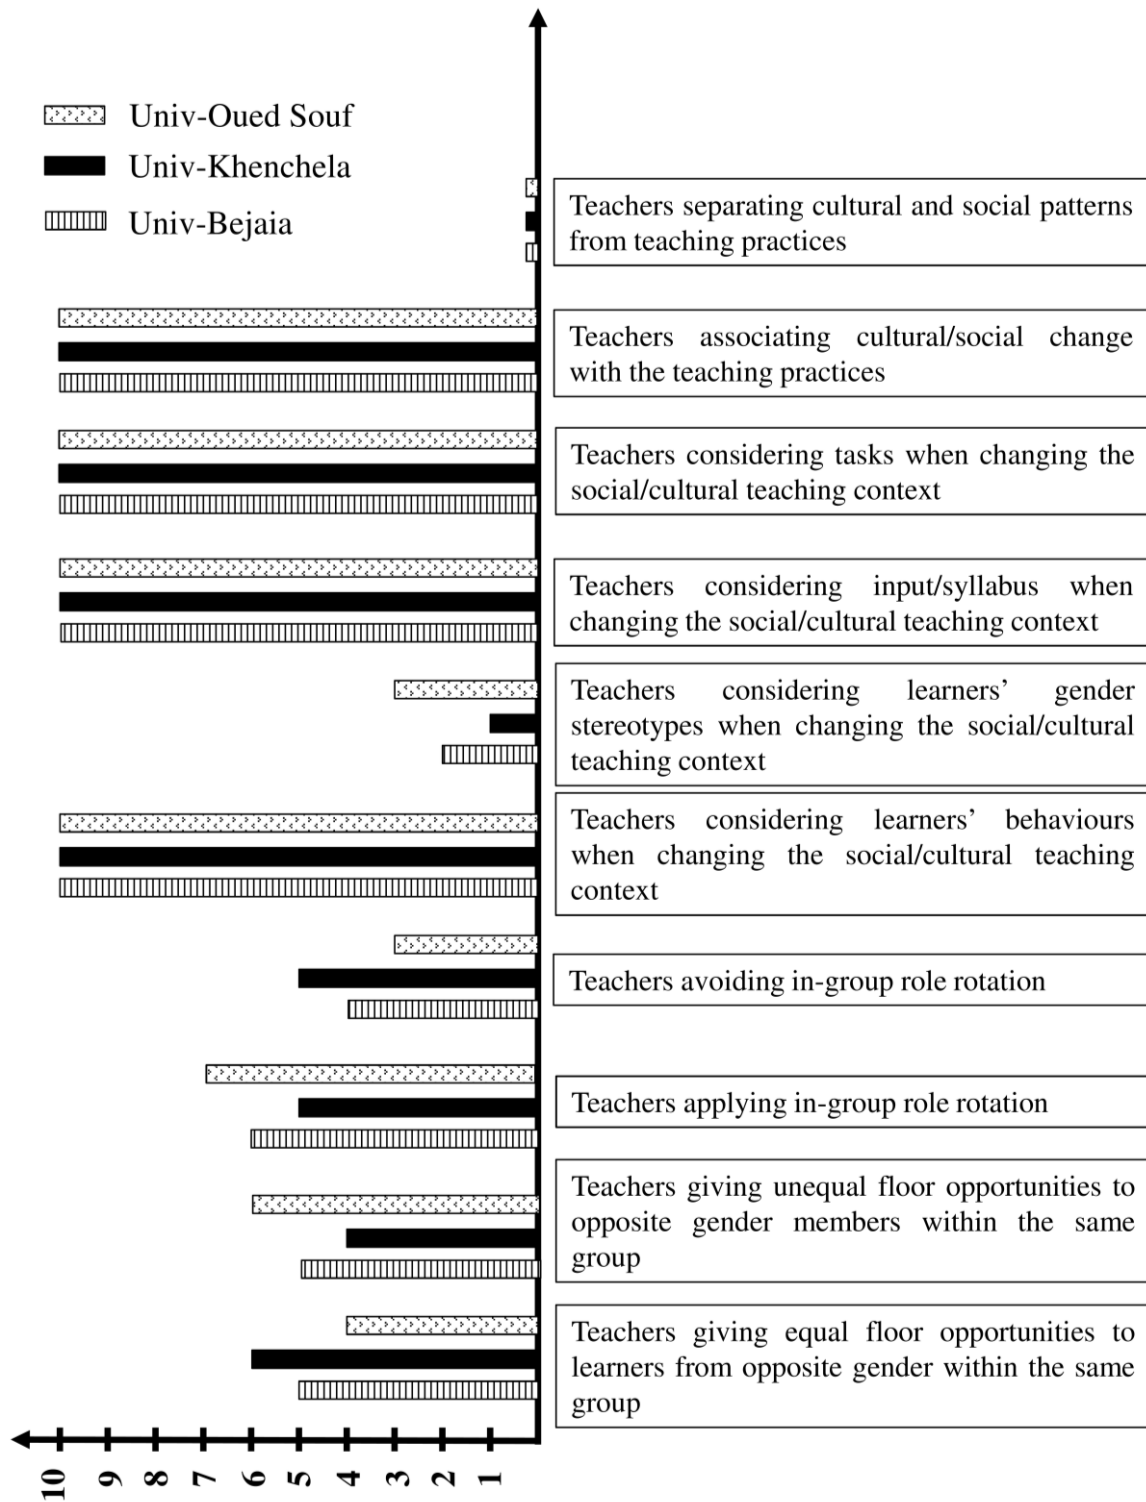 Univ-Oued Souf
Univ-Khenchela
Univ-Bejaia
Teachers separating cultural and social patterns
from teaching practices
Teachers associating cultural/social change
with the teaching practices
Teachers considering tasks when changing the
social/cultural teaching context
Teachers considering input/syllabus when
changing the social/cultural teaching context
Teachers considering learners’ gender
stereotypes when changing the social/cultural
teaching context
Teachers considering learners’ behaviours
when changing the social/cultural teaching
context
Teachers avoiding in-group role rotation
Teachers applying in-group role rotation
Teachers giving unequal floor opportunities to
opposite gender members within the same
group
Teachers giving equal floor opportunities to
learners from opposite gender within the same
group
10 9 8 7 6 5 4 3 2 1